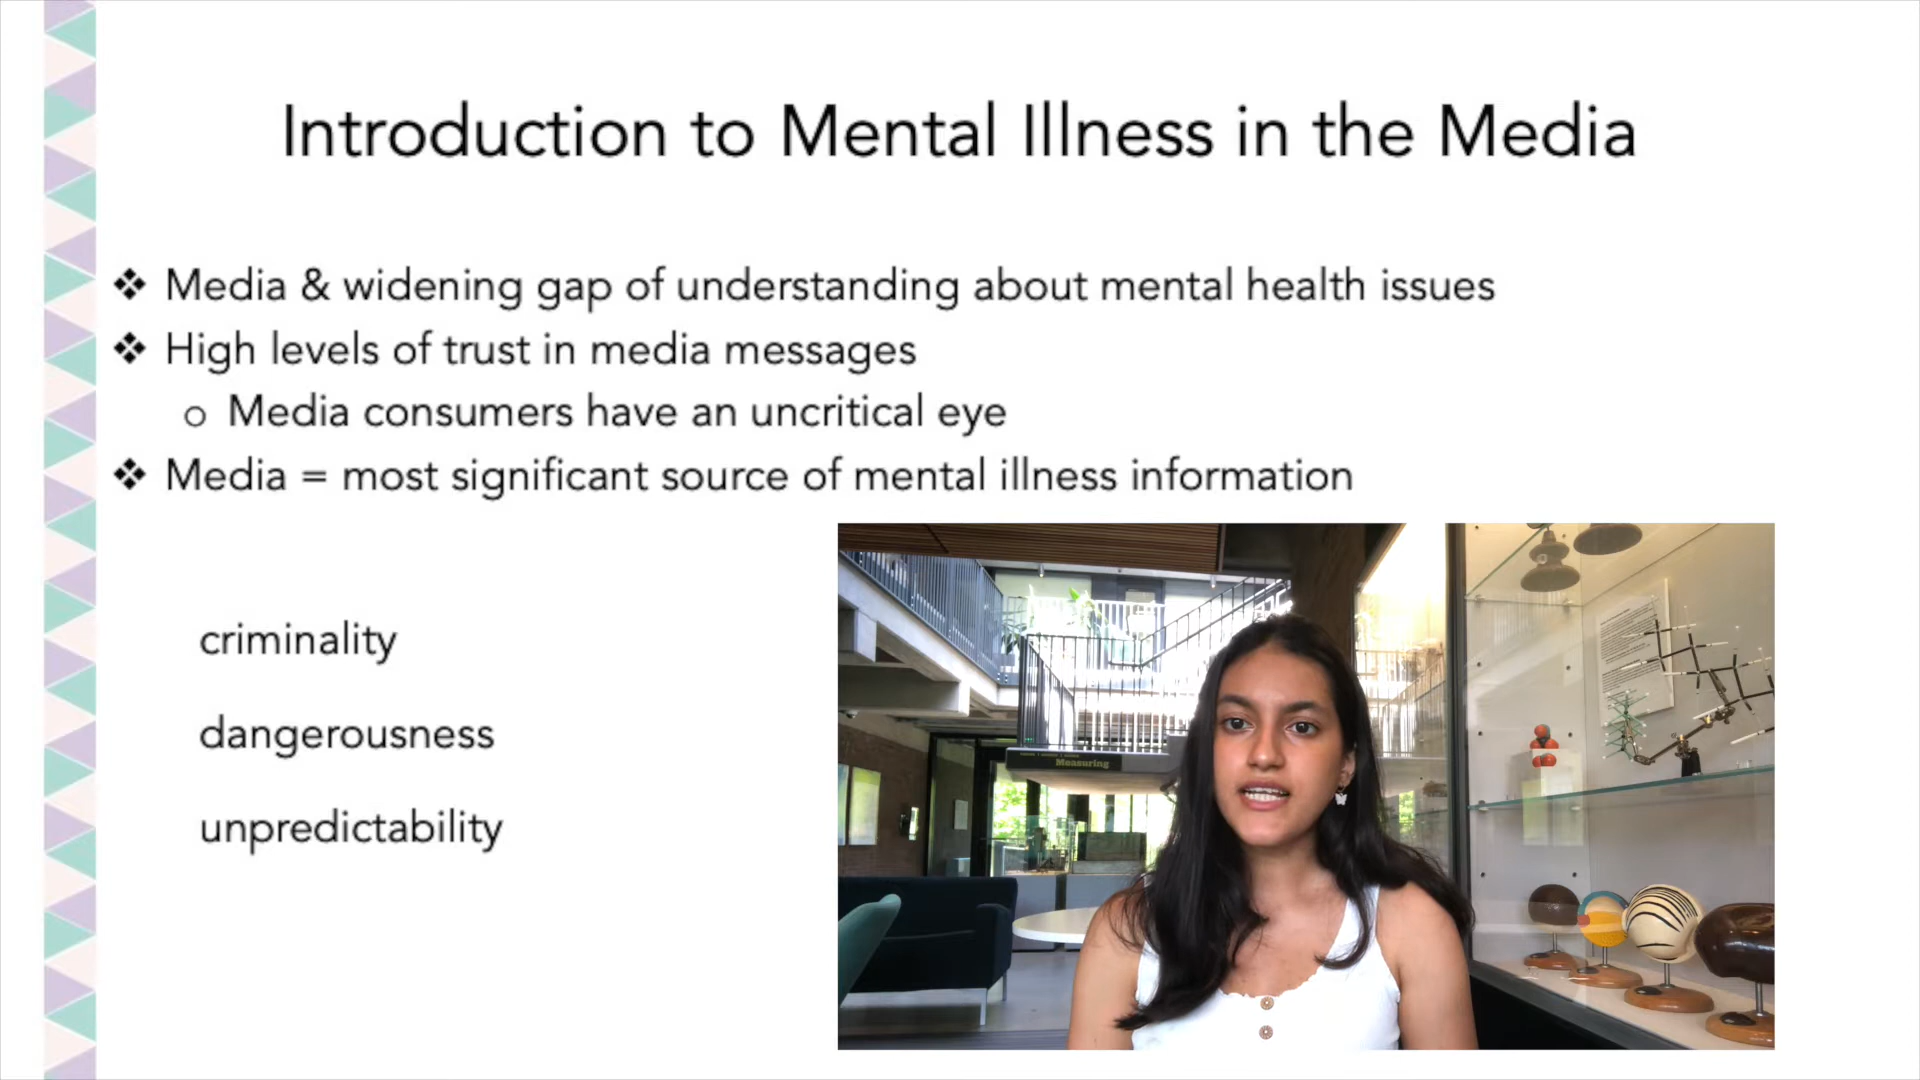 Introduction to Mental Illness in the Media
❖ Media & widening gap of understanding about mental health issues
❖ High levels of trust in media messages
o Media consumers have an uncritical eye
❖ Media = most significant source of mental illness information
criminality
dangerousness
unpredictability
Measuring